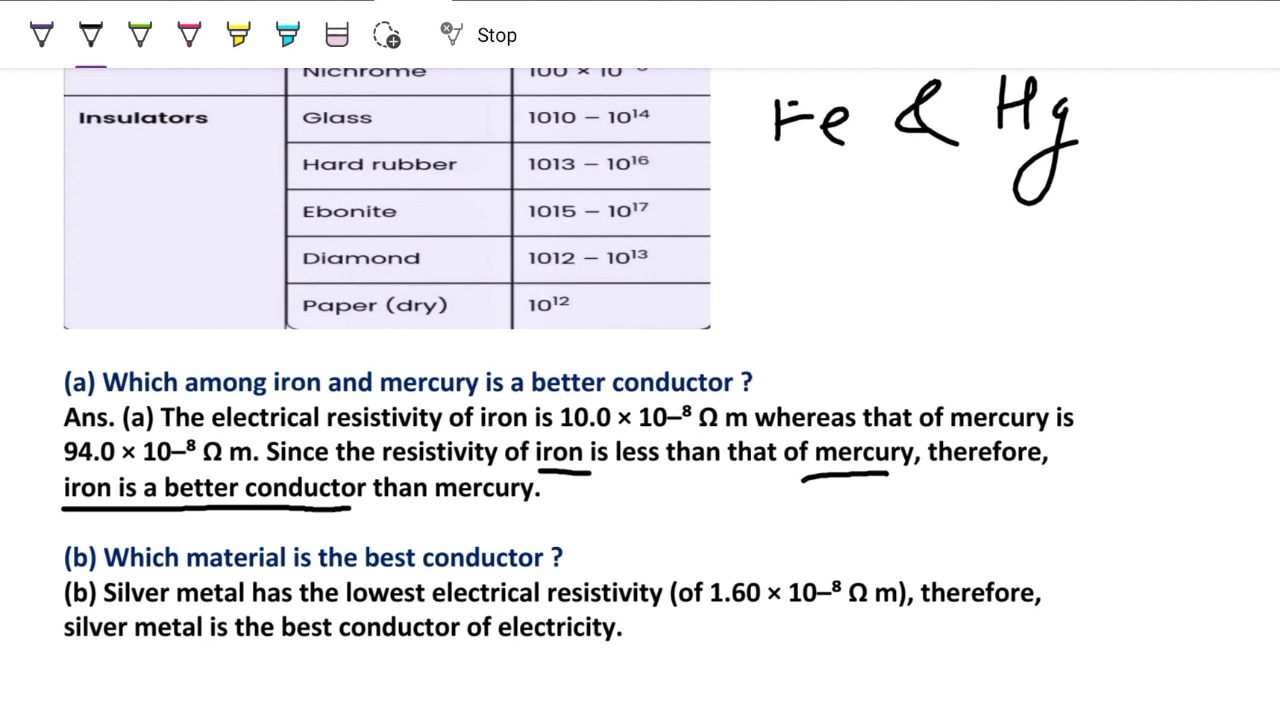 Stop
Nichrome 100 × 10
Insulators Glass 1010 – 10¹⁴
Hard rubber 1013 – 10¹⁶
Ebonite 1015 – 10¹⁷
Diamond 1012 – 10¹³
Paper (dry) 10¹²
Fe & Hg
(a) Which among iron and mercury is a better conductor ?
Ans. (a) The electrical resistivity of iron is 10.0 × 10–⁸ Ω m whereas that of mercury is
94.0 × 10–⁸ Ω m. Since the resistivity of iron is less than that of mercury, therefore,
iron is a better conductor than mercury.
(b) Which material is the best conductor ?
(b) Silver metal has the lowest electrical resistivity (of 1.60 × 10–⁸ Ω m), therefore,
silver metal is the best conductor of electricity.